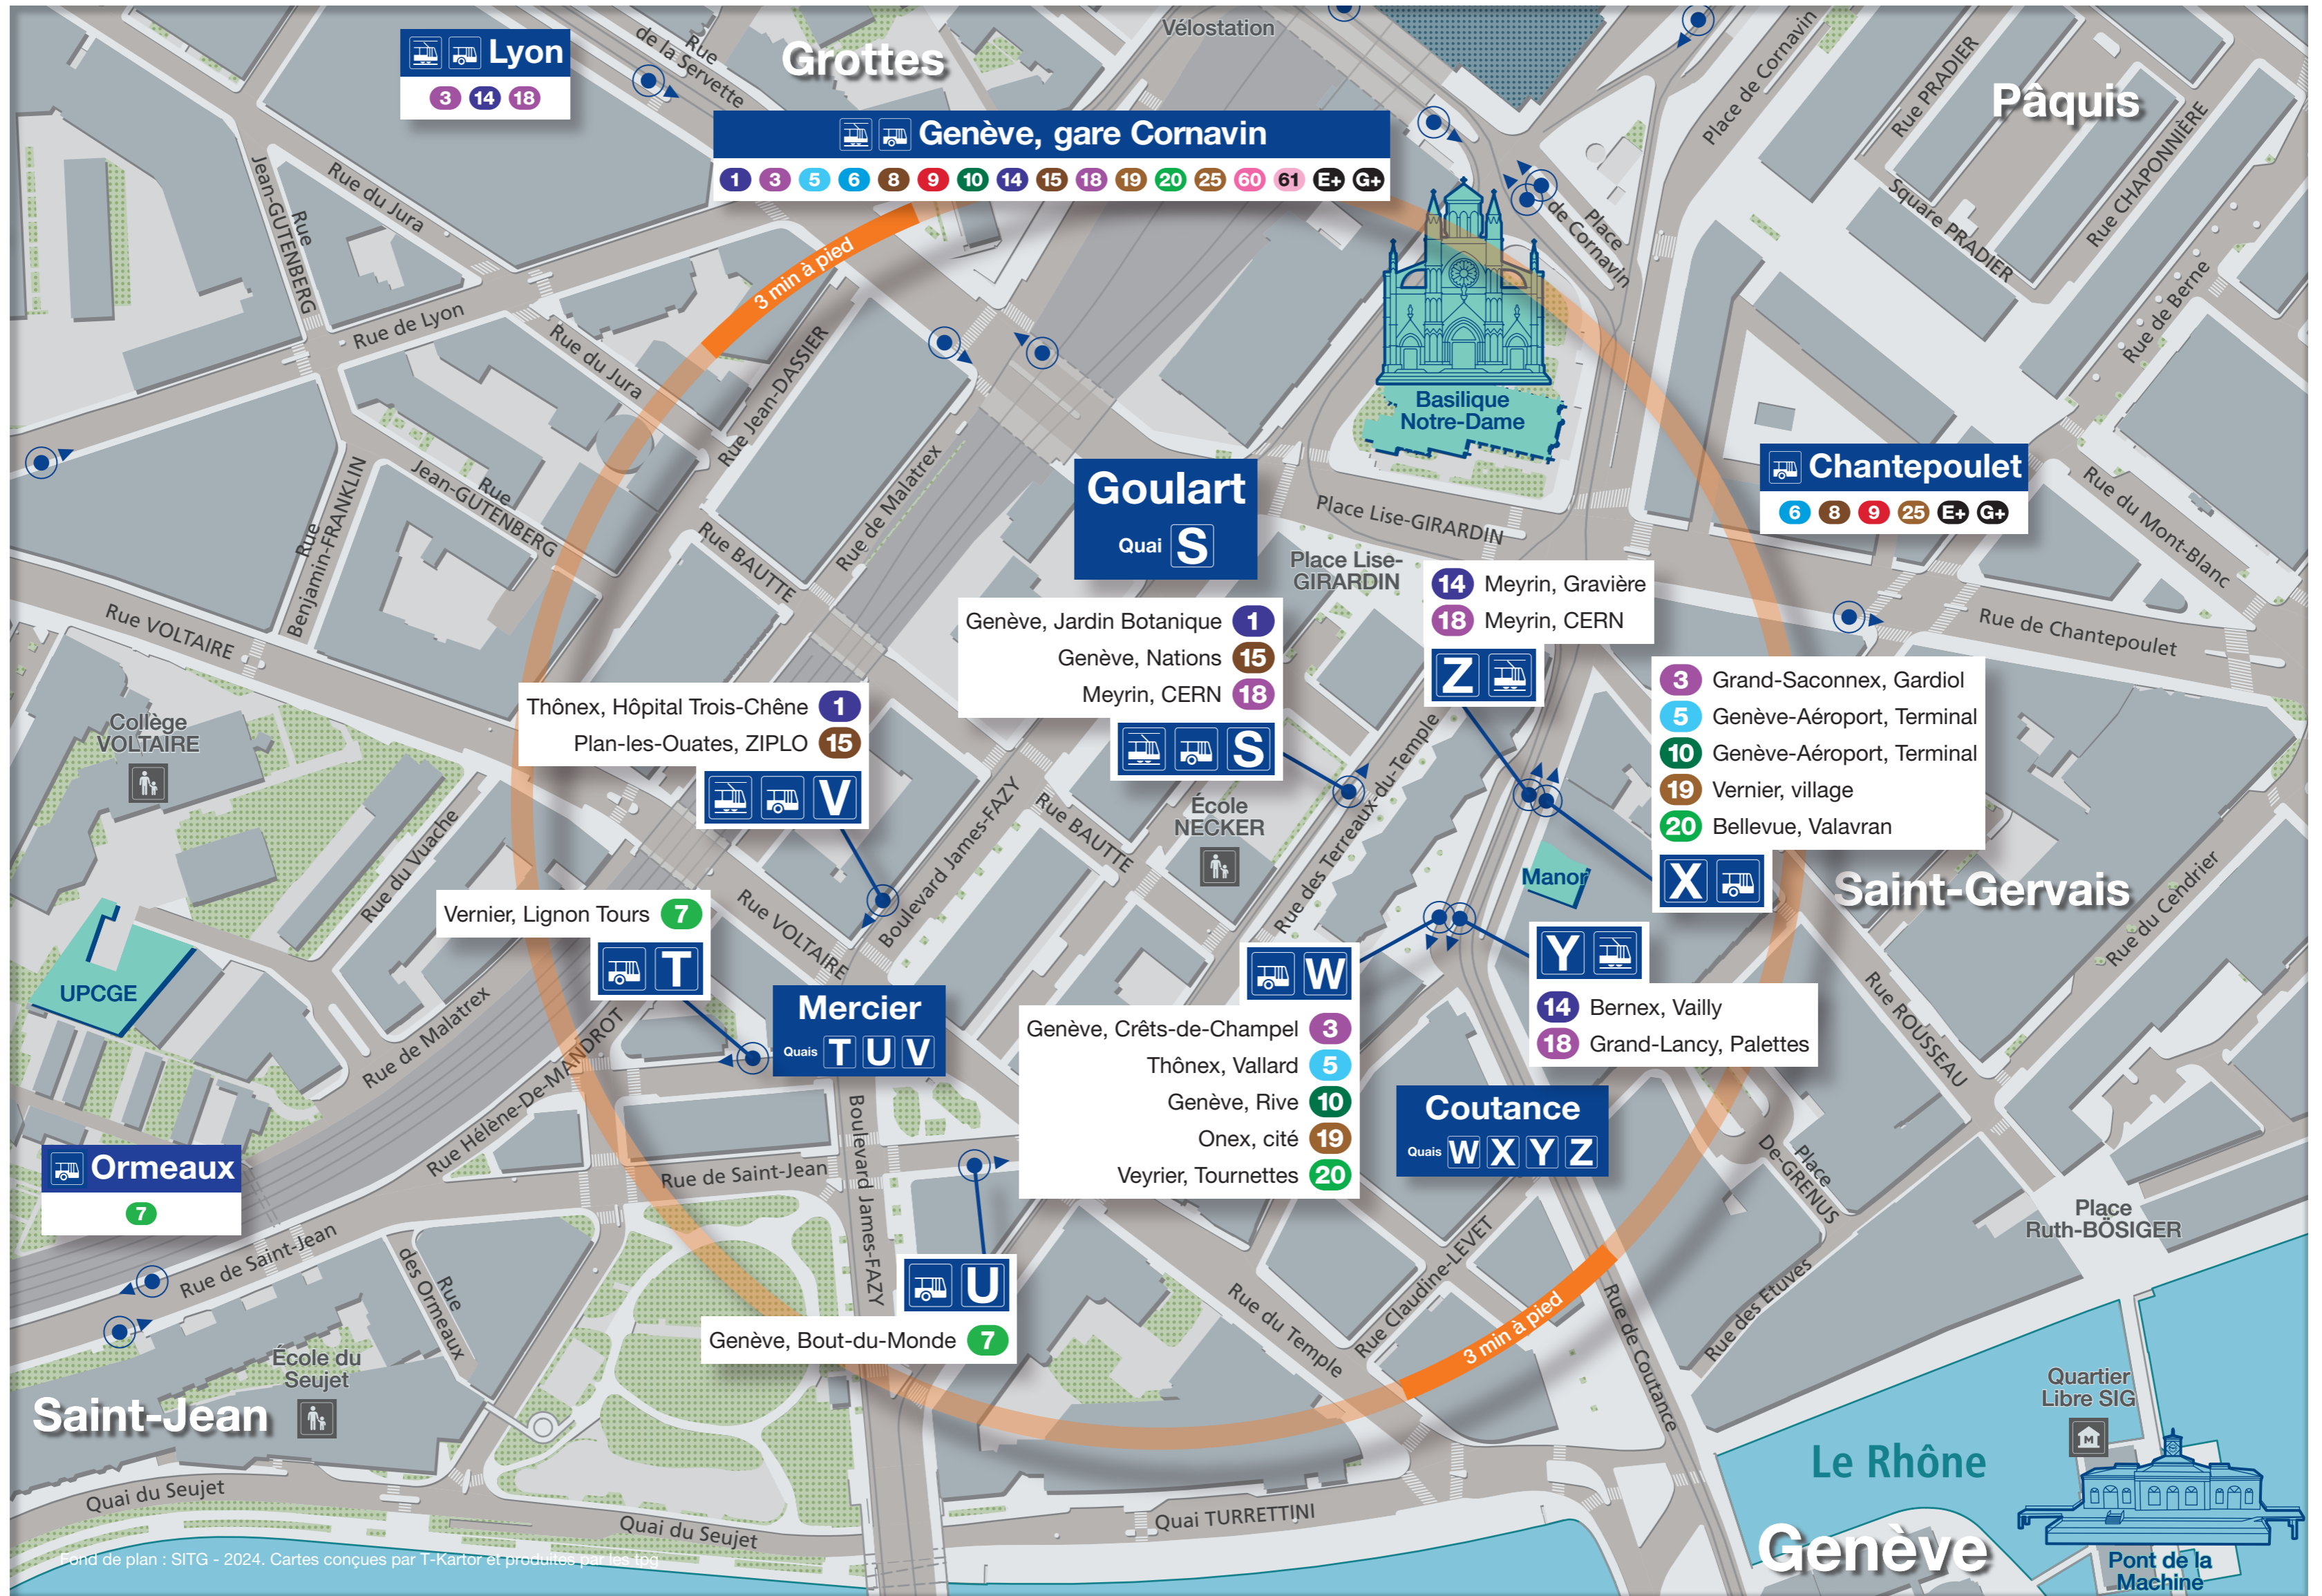 Vélostation
Rue
de la Servette
Grottes
Lyon
3 14 18
Genève, gare Cornavin
1 3 5 6 8 9 10 14 15 18 19 20 25 60 61 E+ G+
Place de Cornavin
Rue PRADIER
Pâquis
Rue CHAPONNIÈRE
Square PRADIER
Rue de Berne
Place
de Cornavin
Rue
Jean-GUTENBERG
Rue du Jura
3 min à pied
Rue de Lyon
Rue du Jura
Rue Jean-DASSIER
Basilique
Notre-Dame
Rue
Benjamin-FRANKLIN
Rue
Jean-GUTENBERG
Rue BAUTTE
Rue de Malatrex
Goulart
Quai S
Place Lise-GIRARDIN
Place Lise-
GIRARDIN
Chantepoulet
6 8 9 25 E+ G+
Rue du Mont-Blanc
Rue de Chantepoulet
14 Meyrin, Gravière
18 Meyrin, CERN
Z
Genève, Jardin Botanique 1
Genève, Nations 15
Meyrin, CERN 18
S
Rue VOLTAIRE
Collège
VOLTAIRE
Thônex, Hôpital Trois-Chêne 1
Plan-les-Ouates, ZIPLO 15
V
3 Grand-Saconnex, Gardiol
5 Genève-Aéroport, Terminal
10 Genève-Aéroport, Terminal
19 Vernier, village
20 Bellevue, Valavran
X
Rue du Vuache
Boulevard James-FAZY
Rue BAUTTE
École
NECKER
Rue des Terreaux-du-Temple
Manor
Saint-Gervais
Rue du Cendrier
Rue VOLTAIRE
Vernier, Lignon Tours 7
T
UPCGE
Rue de Malatrex
Rue Hélène-De-MANDROT
Mercier
Quais T U V
W
Genève, Crêts-de-Champel 3
Thônex, Vallard 5
Genève, Rive 10
Onex, cité 19
Veyrier, Tournettes 20
Y
14 Bernex, Vailly
18 Grand-Lancy, Palettes
Rue ROUSSEAU
Coutance
Quais W X Y Z
Place
De-GRENUS
Ormeaux
7
Rue de Saint-Jean
Boulevard James-FAZY
Rue de Saint-Jean
Rue
des Ormeaux
U
Genève, Bout-du-Monde 7
Rue du Temple
Rue Claudine-LEVET
3 min à pied
Rue de Coutance
Rue des Etuves
Place
Ruth-BÖSIGER
École du
Seujet
Saint-Jean
Quai du Seujet
Quai du Seujet
Quai TURRETTINI
Quartier
Libre SIG
M
Le Rhône
Genève
Pont de la
Machine
Fond de plan : SITG - 2024. Cartes conçues par T-Kartor et produites par les tpg